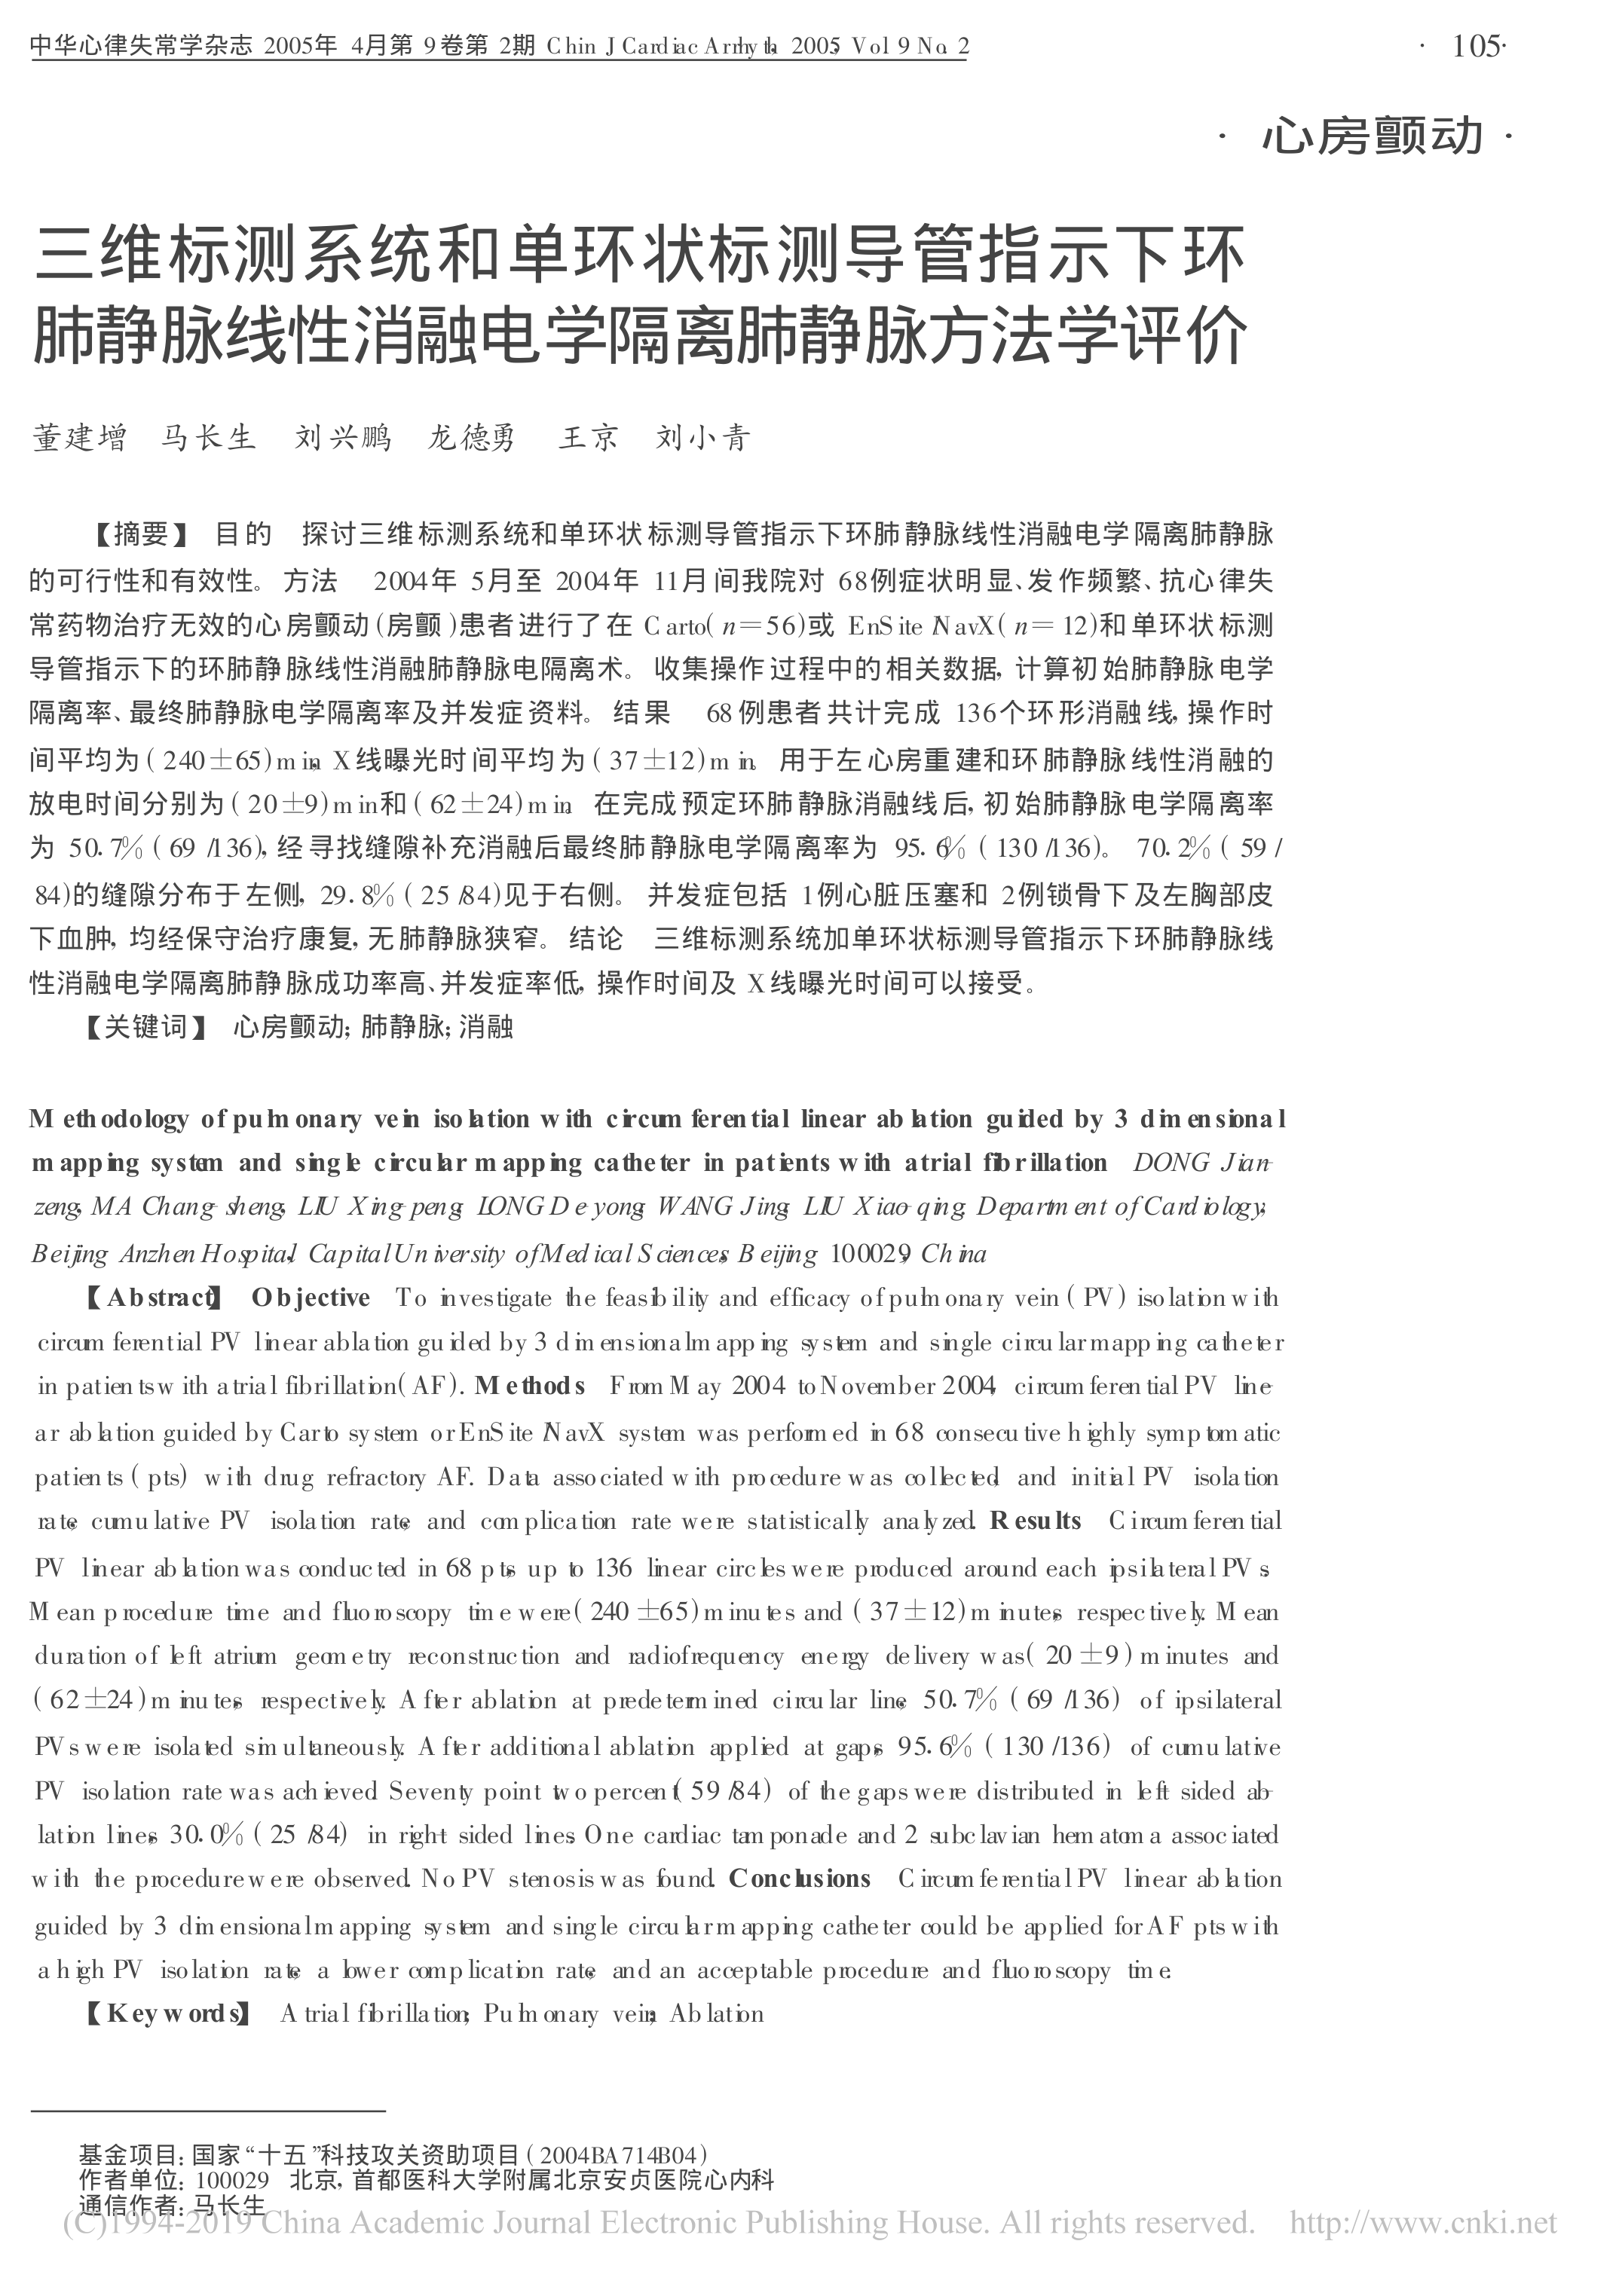 中华心律失常学杂志 2005年 4月第 9卷第 2期 Chin J Cardiac Arrhyth, 2005, Vol. 9 No. 2
· 105·
· 心房颤动 ·
三维标测系统和单环状标测导管指示下环
肺静脉线性消融电学隔离肺静脉方法学评价
董建增 马长生 刘兴鹏 龙德勇 王京 刘小青
【摘要】 目的 探讨三维标测系统和单环状标测导管指示下环肺静脉线性消融电学隔离肺静脉
的可行性和有效性。方法 2004年 5月至 2004年 11月间我院对 68例症状明显、发作频繁、抗心律失
常药物治疗无效的心房颤动(房颤)患者进行了在 Carto(n=56)或 EnSite/NavX(n=12)和单环状标测
导管指示下的环肺静脉线性消融肺静脉电隔离术。收集操作过程中的相关数据, 计算初始肺静脉电学
隔离率、最终肺静脉电学隔离率及并发症资料。结果 68例患者共计完成 136个环形消融线, 操作时
间平均为(240±65)min, X线曝光时间平均为(37±12)min。用于左心房重建和环肺静脉线性消融的
放电时间分别为(20±9)min和(62±24)min。在完成预定环肺静脉消融线后, 初始肺静脉电学隔离率
为 50.7%(69/136), 经寻找缝隙补充消融后最终肺静脉电学隔离率为 95.6%(130/136)。70.2%(59/
84)的缝隙分布于左侧, 29.8%(25/84)见于右侧。并发症包括 1例心脏压塞和 2例锁骨下及左胸部皮
下血肿, 均经保守治疗康复, 无肺静脉狭窄。结论 三维标测系统加单环状标测导管指示下环肺静脉线
性消融电学隔离肺静脉成功率高、并发症率低, 操作时间及 X线曝光时间可以接受。
【关键词】 心房颤动; 肺静脉; 消融
Methodology of pulmonary vein isolation with circumferential linear ablation guided by 3 dimensional
mapping system and single circular mapping catheter in patients with atrial fibrillation DONG Jian-
zeng, MA Chang-sheng, LIU Xing-peng, LONG De-yong, WANG Jing, LIU Xiao-qing. Department of Cardiology,
Beijing Anzhen Hospital, Capital University of Medical Sciences, Beijing 100029, China
【Abstract】 Objective To investigate the feasibility and efficacy of pulmonary vein (PV) isolation with
circumferential PV linear ablation guided by 3 dimensional mapping system and single circular mapping catheter
in patients with atrial fibrillation(AF). Methods From May 2004 to November 2004, circumferential PV line-
ar ablation guided by Carto system or EnSite/NavX system was performed in 68 consecutive highly symptomatic
patients (pts) with drug refractory AF. Data associated with procedure was collected, and initial PV isolation
rate, cumulative PV isolation rate, and complication rate were statistically analyzed. Results Circumferential
PV linear ablation was conducted in 68 pts, up to 136 linear circles were produced around each ipsilateral PVs.
Mean procedure time and fluoroscopy time were(240±65)minutes and (37±12)minutes, respectively. Mean
duration of left atrium geometry reconstruction and radiofrequency energy delivery was(20±9)minutes and
(62±24)minutes, respectively. After ablation at predetermined circular line, 50.7%(69/136) of ipsilateral
PVs were isolated simultaneously. After additional ablation applied at gaps, 95.6%(130/136) of cumulative
PV isolation rate was achieved. Seventy point two percent(59/84) of the gaps were distributed in left sided ab-
lation lines, 30.0%(25/84) in right-sided lines. One cardiac tamponade and 2 subclavian hematoma associated
with the procedure were observed. No PV stenosis was found. Conclusions Circumferential PV linear ablation
guided by 3 dimensional mapping system and single circular mapping catheter could be applied for AF pts with
a high PV isolation rate, a lower complication rate, and an acceptable procedure and fluoroscopy time.
【Key words】 Atrial fibrillation; Pulmonary vein; Ablation
基金项目: 国家“十五”科技攻关资助项目(2004BA714B04)
作者单位: 100029 北京, 首都医科大学附属北京安贞医院心内科
通信作者: 马长生
(C)1994-2019 China Academic Journal Electronic Publishing House. All rights reserved. http://www.cnki.net